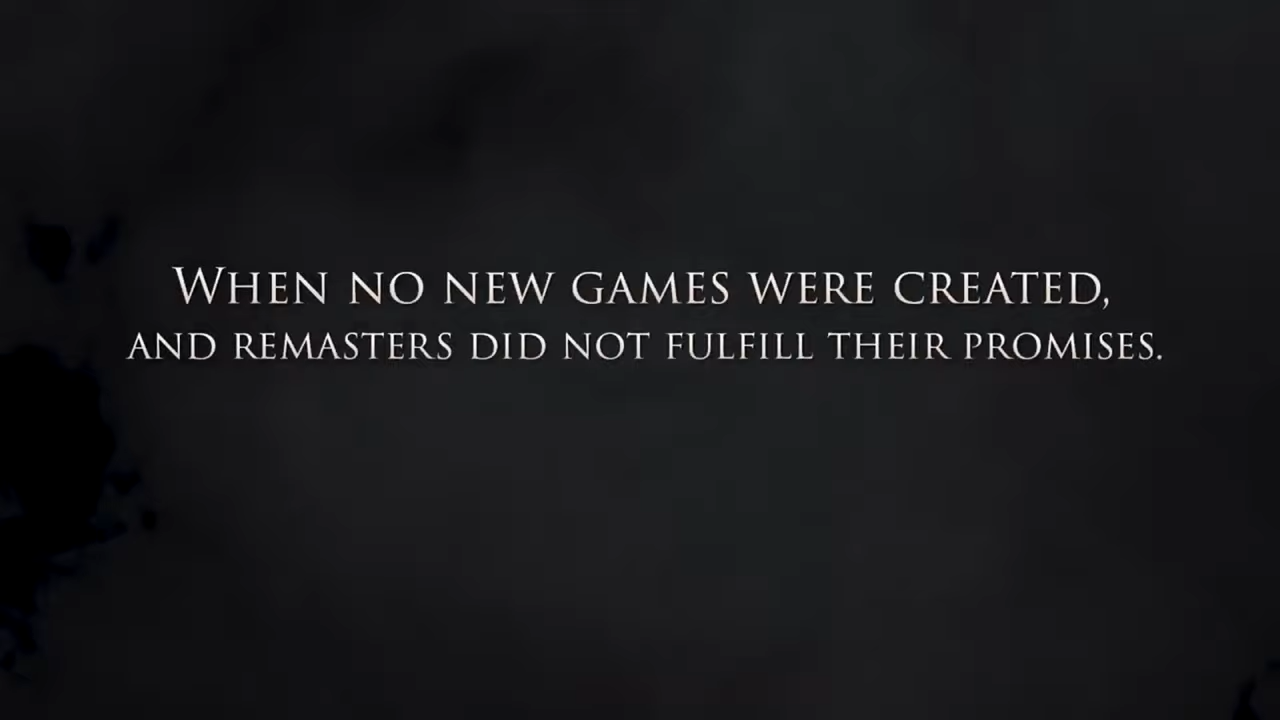 When no new games were created,
and remasters did not fulfill their promises.